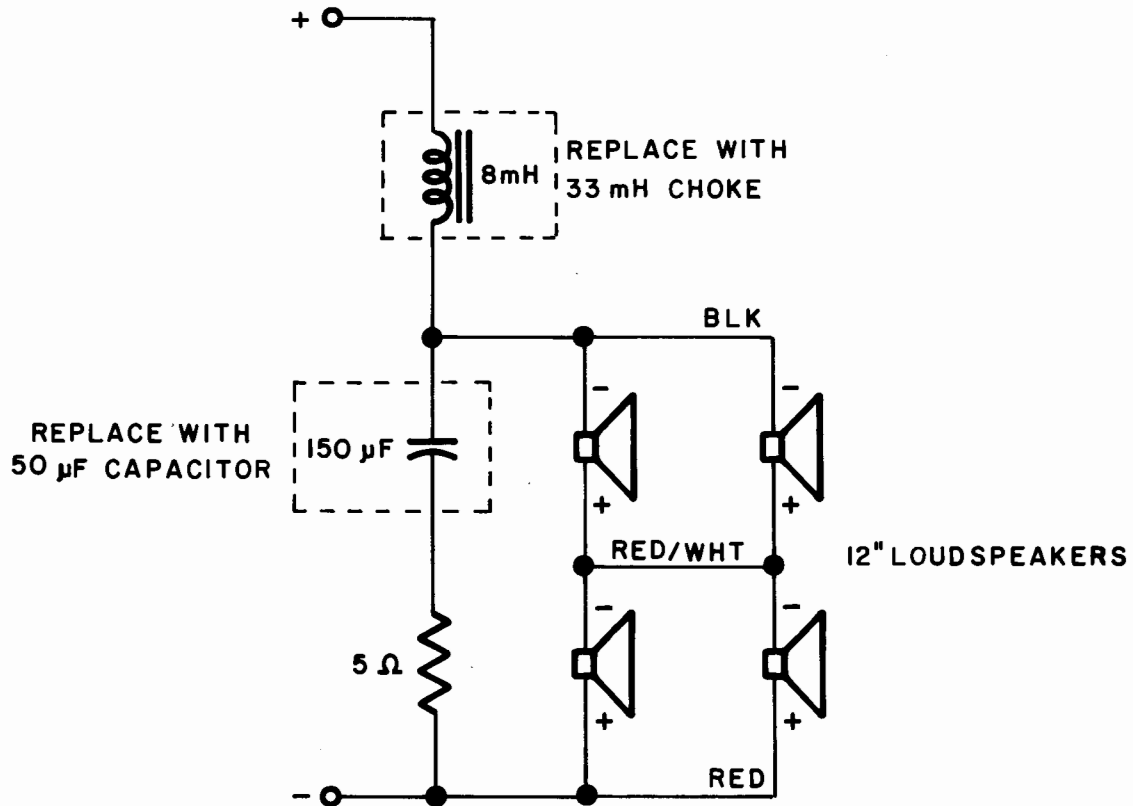 +
8mH
REPLACE WITH
33 mH CHOKE
BLK
REPLACE WITH
50 µF CAPACITOR
150 µF
-
-
+
+
RED/WHT
12" LOUDSPEAKERS
-
-
5 Ω
+
+
RED
-